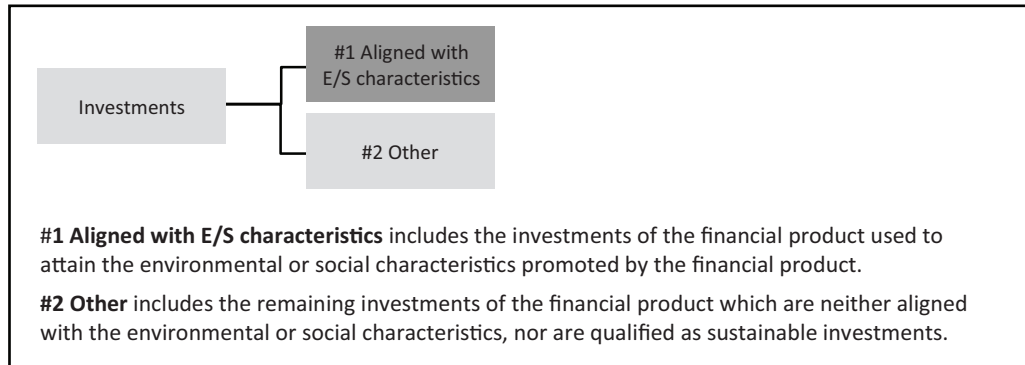 #1 Aligned with
E/S characteristics
Investments
#2 Other
#1 Aligned with E/S characteristics includes the investments of the financial product used to
attain the environmental or social characteristics promoted by the financial product.
#2 Other includes the remaining investments of the financial product which are neither aligned
with the environmental or social characteristics, nor are qualified as sustainable investments.